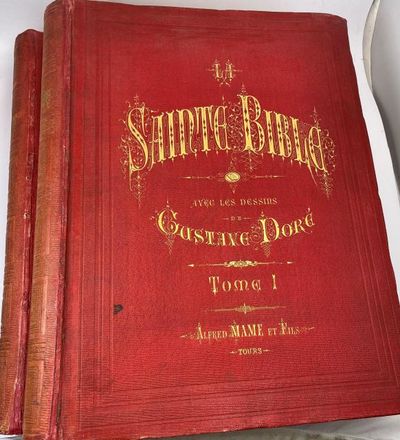 LA
SAINTE BIBLE
AVEC LES DESSINS
DE
GUSTAVE DORÉ
TOME I
ALFRED MAME ET FILS
TOURS